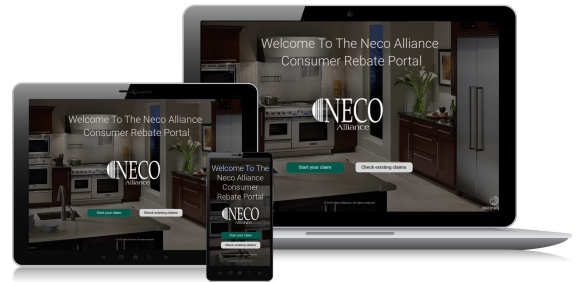 Welcome To The Neco Alliance
Consumer Rebate Portal
NECO
Alliance
Start your claim
Check existing claims
Welcome To The Neco Alliance
Consumer Rebate Portal
NECO
Alliance
Start your claim
Check existing claims
Welcome To The
Neco Alliance
Consumer
Rebate Portal
NECO
Alliance
Start your claim
Check existing claims